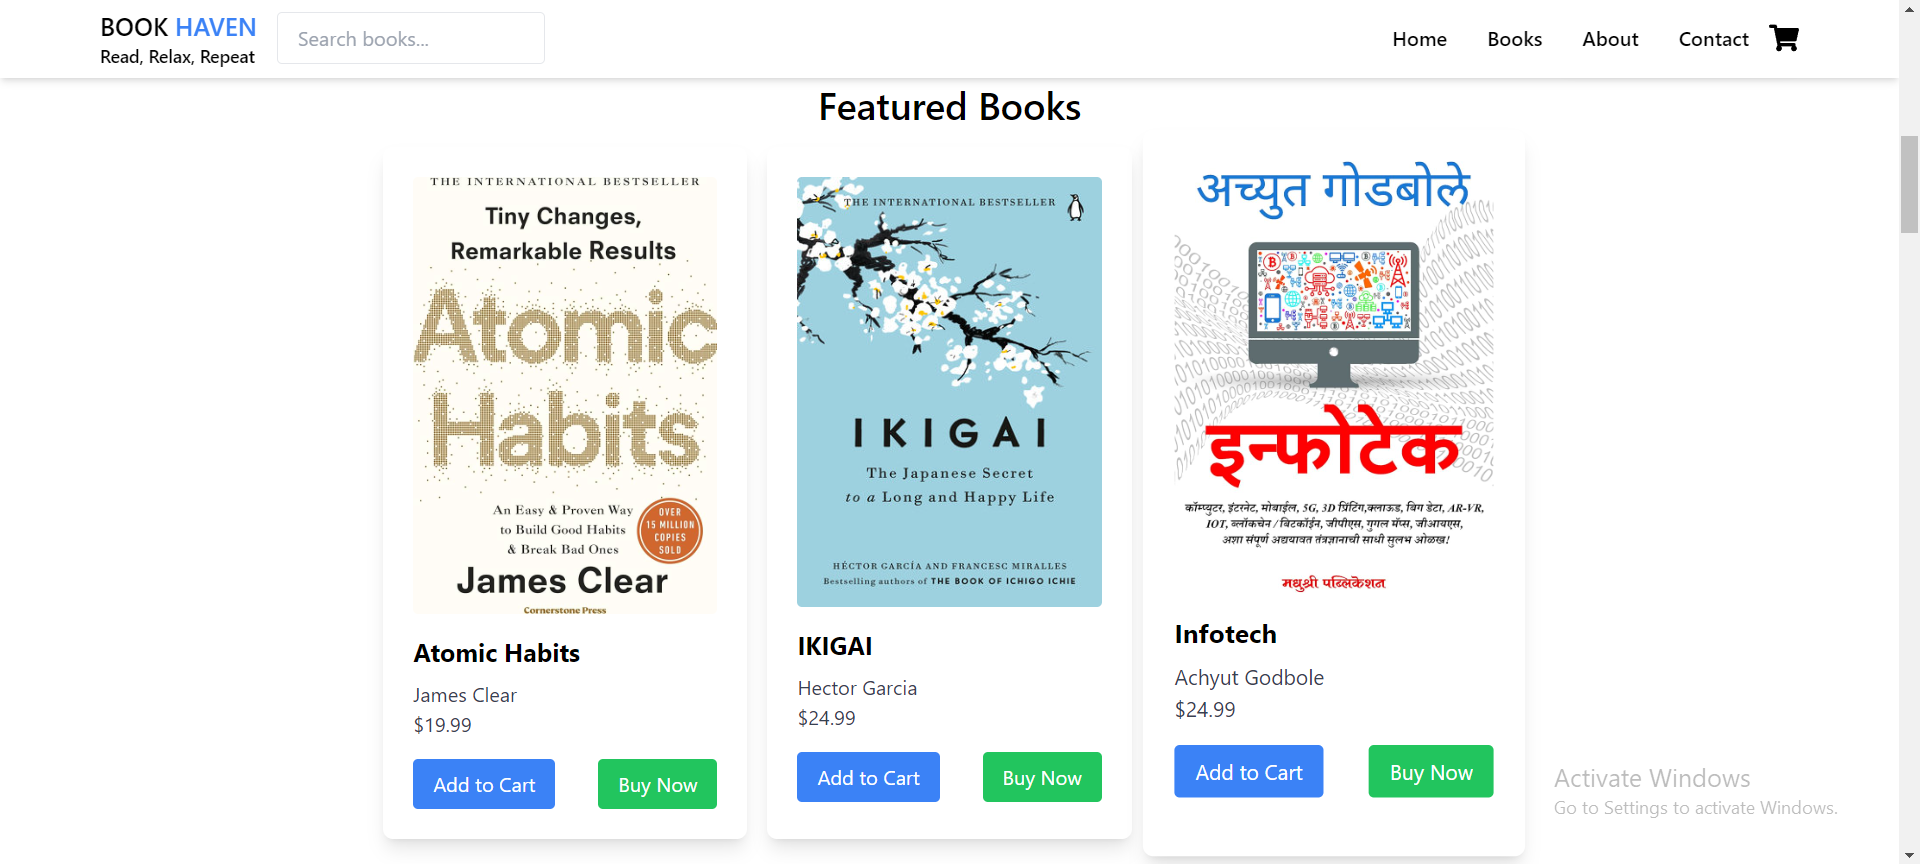 BOOK HAVEN
Read, Relax, Repeat
Search books...
Home
Books
About
Contact
Featured Books
THE INTERNATIONAL BESTSELLER
Tiny Changes,
Remarkable Results
Atomic
Habits
An Easy & Proven Way
to Build Good Habits
& Break Bad Ones
OVER
15 MILLION
COPIES
SOLD
James Clear
Cornerstone Press
Atomic Habits
James Clear
$19.99
Add to Cart
Buy Now
THE INTERNATIONAL BESTSELLER
IKIGAI
The Japanese Secret
to a Long and Happy Life
HÉCTOR GARCÍA AND FRANCESC MIRALLES
Bestselling authors of THE BOOK OF ICHIGO ICHIE
IKIGAI
Hector Garcia
$24.99
Add to Cart
Buy Now
अच्युत गोडबोले
इन्फोटेक
कॉम्प्युटर, इंटरनेट, मोबाईल, 5G, 3D प्रिंटिंग,क्लाऊड, बिग डेटा, AR-VR,
IOT, ब्लॉकचेन / बिटकॉईन, जीपीएस, गुगल मॅप्स, जीआयएस,
अशा संपूर्ण अद्ययावत तंत्रज्ञानाची साधी सुलभ ओळख!
मधुश्री पब्लिकेशन
Infotech
Achyut Godbole
$24.99
Add to Cart
Buy Now
Activate Windows
Go to Settings to activate Windows.